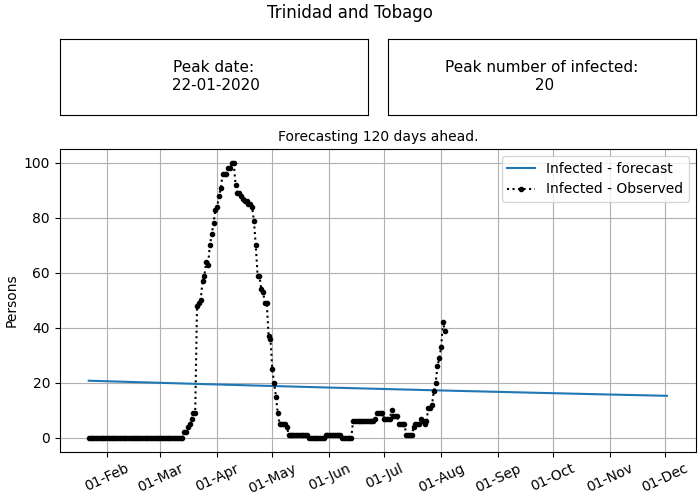 Trinidad and Tobago
Peak date:
22-01-2020
Peak number of infected:
20
Forecasting 120 days ahead.
Infected - forecast
Infected - Observed
Persons
100
80
60
40
20
0
01-Feb
01-Mar
01-Apr
01-May
01-Jun
01-Jul
01-Aug
01-Sep
01-Oct
01-Nov
01-Dec